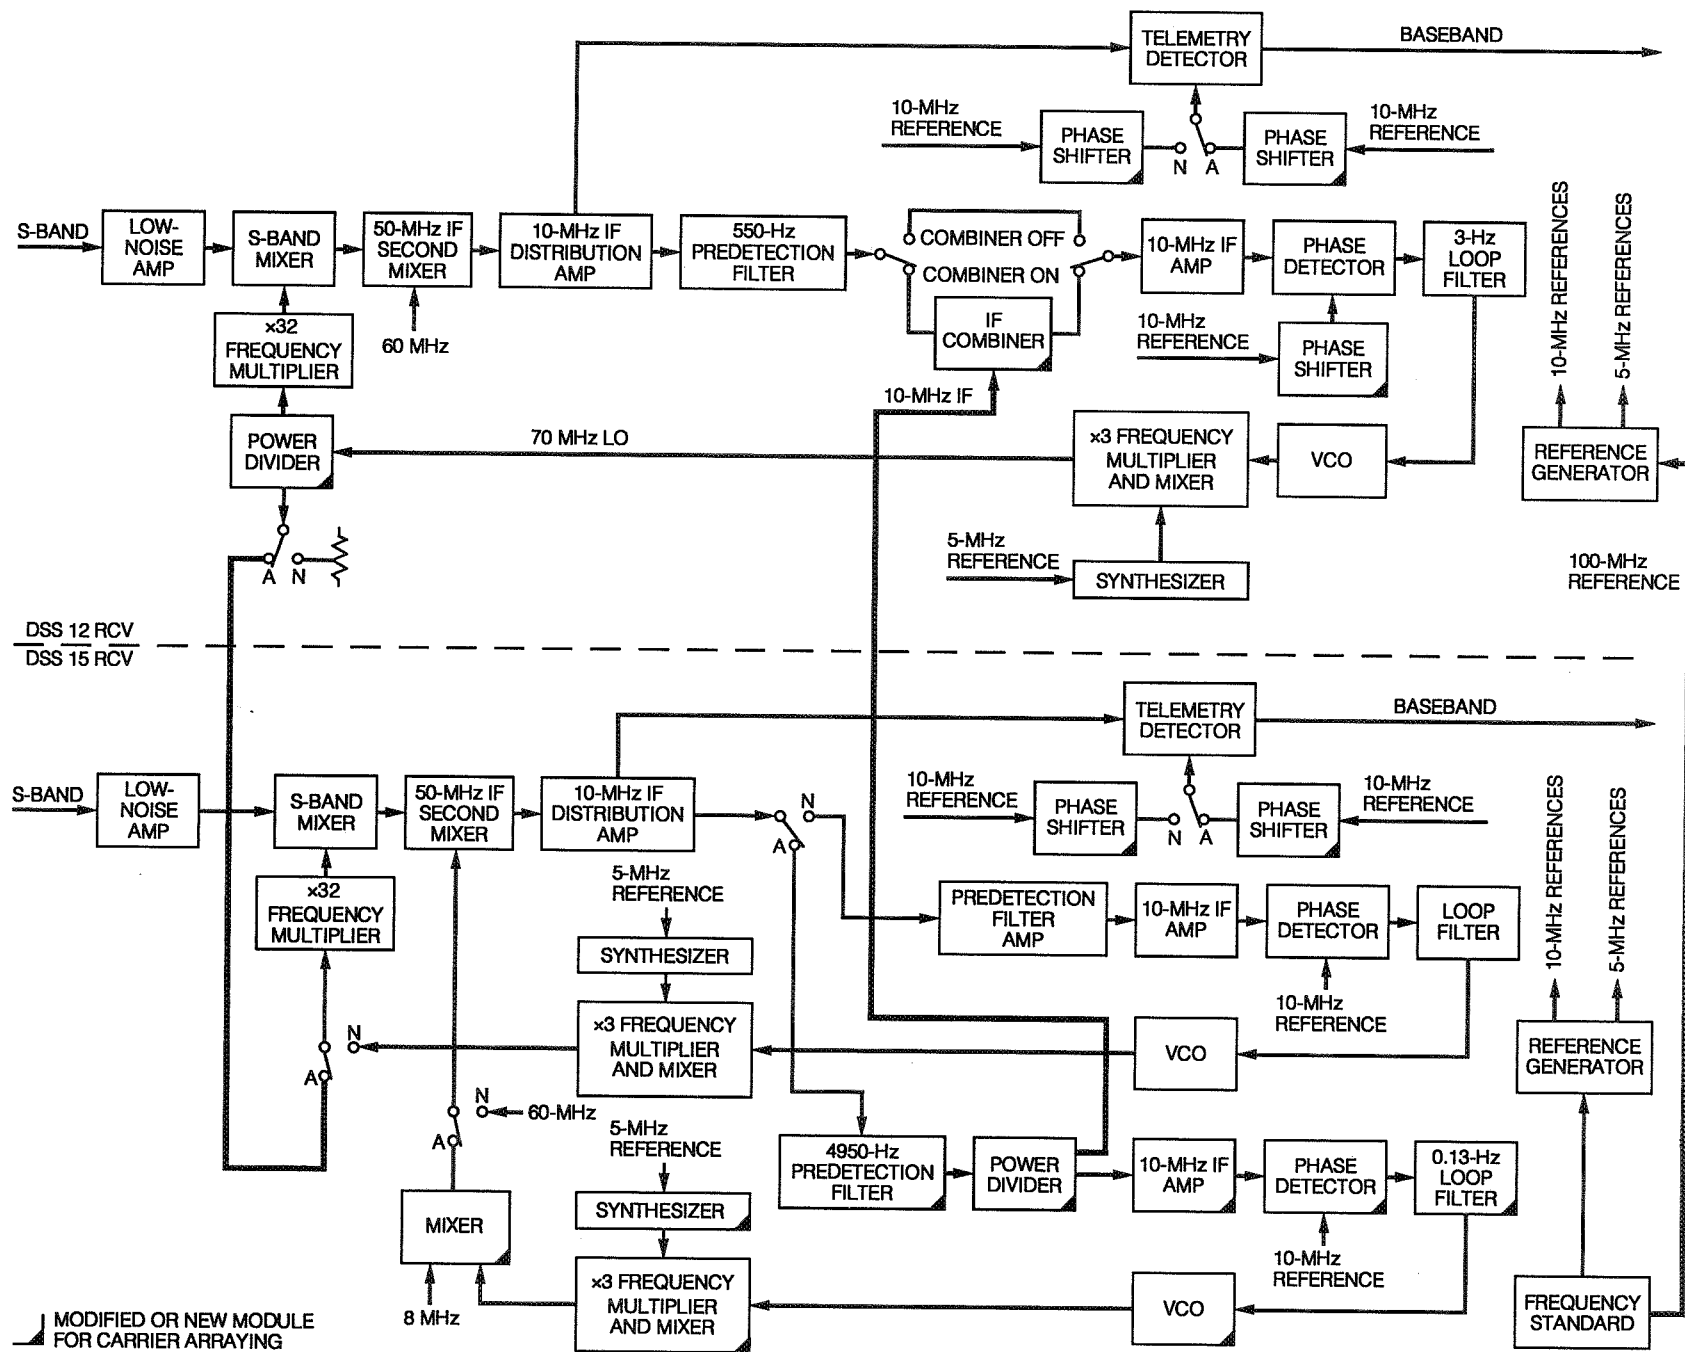 TELEMETRY
DETECTOR
BASEBAND
10-MHz
REFERENCE
PHASE
SHIFTER
N
A
PHASE
SHIFTER
10-MHz
REFERENCE
S-BAND
LOW-
NOISE
AMP
S-BAND
MIXER
50-MHz IF
SECOND
MIXER
10-MHz IF
DISTRIBUTION
AMP
550-Hz
PREDETECTION
FILTER
COMBINER OFF
COMBINER ON
IF
COMBINER
10-MHz IF
AMP
PHASE
DETECTOR
3-Hz
LOOP
FILTER
10-MHz REFERENCES
5-MHz REFERENCES
×32
FREQUENCY
MULTIPLIER
60 MHz
10-MHz
REFERENCE
PHASE
SHIFTER
10-MHz IF
POWER
DIVIDER
70 MHz LO
×3 FREQUENCY
MULTIPLIER
AND MIXER
VCO
REFERENCE
GENERATOR
A
N
5-MHz
REFERENCE
SYNTHESIZER
100-MHz
REFERENCE
DSS 12 RCV
DSS 15 RCV
TELEMETRY
DETECTOR
BASEBAND
10-MHz
REFERENCE
PHASE
SHIFTER
N
A
PHASE
SHIFTER
10-MHz
REFERENCE
S-BAND
LOW-
NOISE
AMP
S-BAND
MIXER
50-MHz IF
SECOND
MIXER
10-MHz IF
DISTRIBUTION
AMP
N
A
10-MHz REFERENCES
5-MHz REFERENCES
×32
FREQUENCY
MULTIPLIER
5-MHz
REFERENCE
SYNTHESIZER
PREDETECTION
FILTER
AMP
10-MHz IF
AMP
PHASE
DETECTOR
LOOP
FILTER
10-MHz
REFERENCE
N
A
×3 FREQUENCY
MULTIPLIER
AND MIXER
VCO
REFERENCE
GENERATOR
N
60-MHz
A
5-MHz
REFERENCE
4950-Hz
PREDETECTION
FILTER
POWER
DIVIDER
10-MHz IF
AMP
PHASE
DETECTOR
0.13-Hz
LOOP
FILTER
MIXER
SYNTHESIZER
10-MHz
REFERENCE
8 MHz
×3 FREQUENCY
MULTIPLIER
AND MIXER
VCO
FREQUENCY
STANDARD
MODIFIED OR NEW MODULE
FOR CARRIER ARRAYING